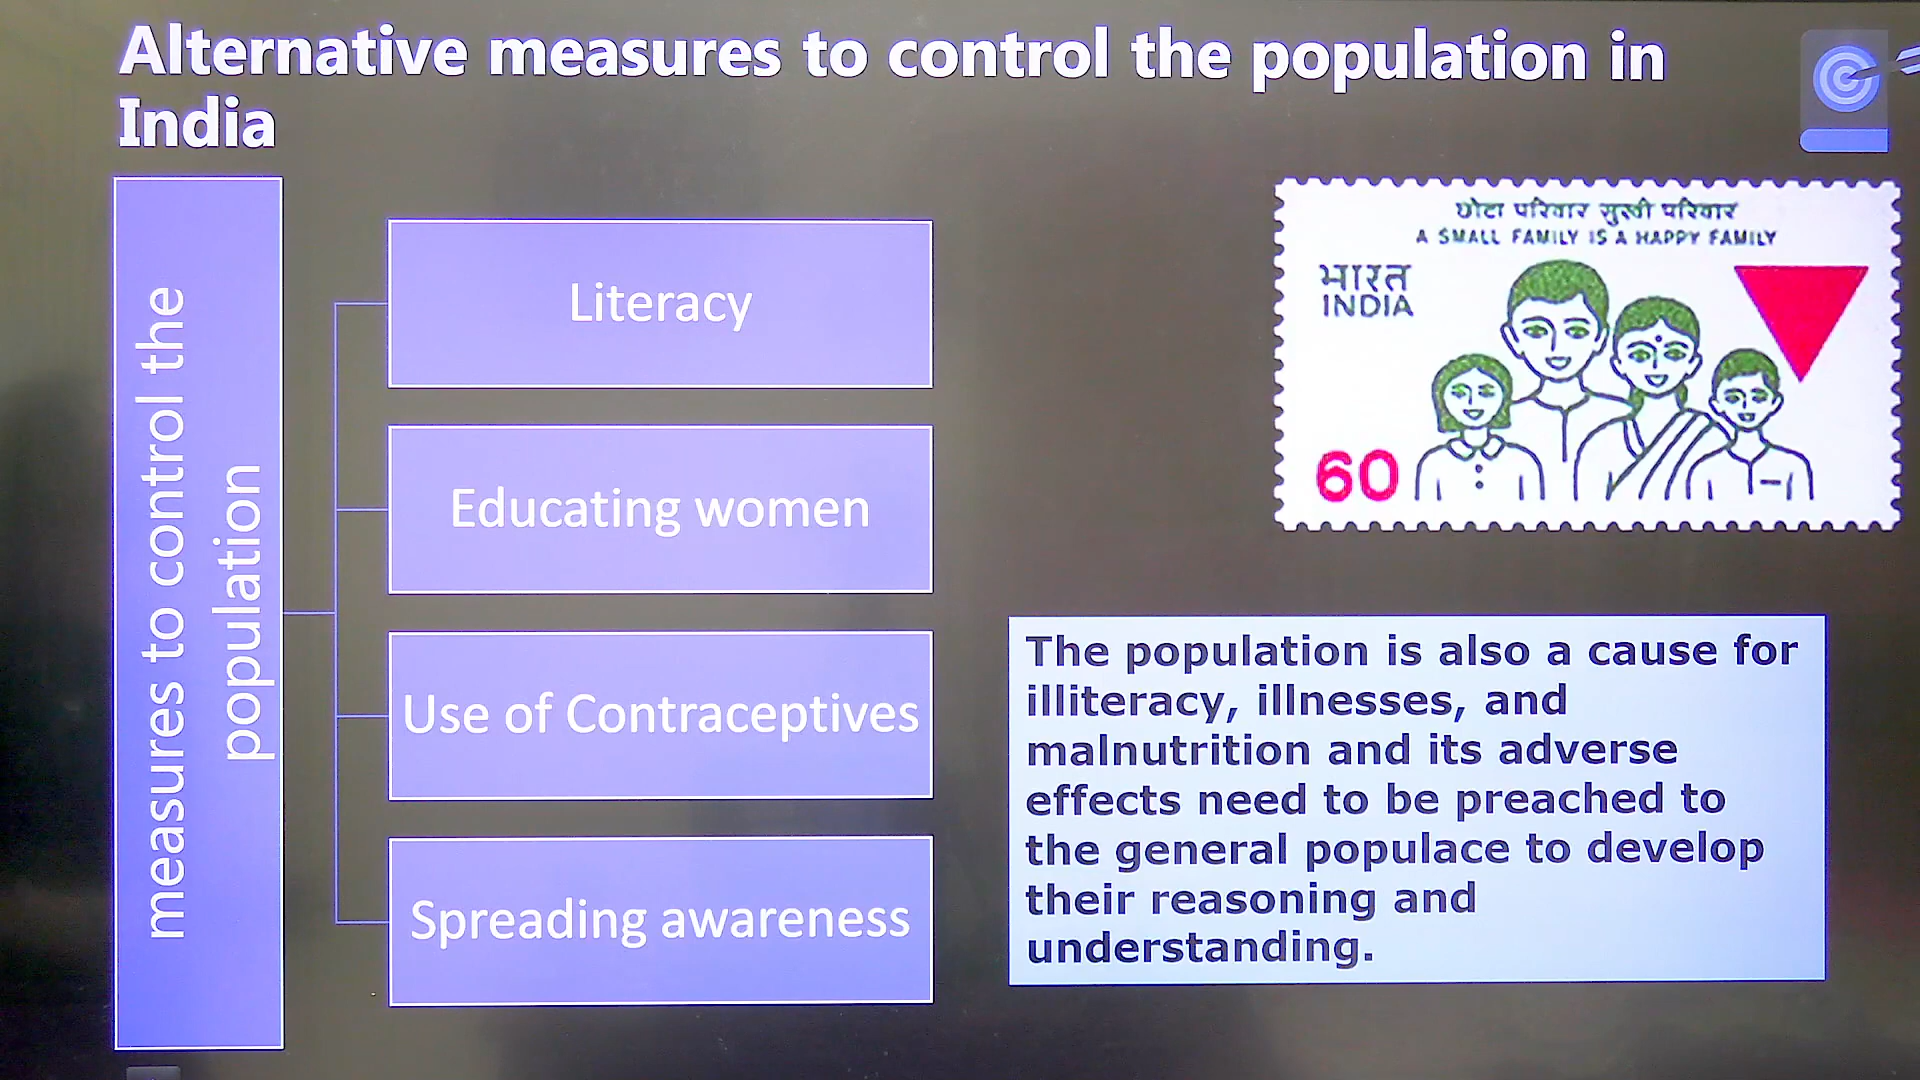 Alternative measures to control the population in
India
measures to control the
population
Literacy
Educating women
Use of Contraceptives
Spreading awareness
छोटा परिवार सुखी परिवार
A SMALL FAMILY IS A HAPPY FAMILY
भारत
INDIA
60
The population is also a cause for
illiteracy, illnesses, and
malnutrition and its adverse
effects need to be preached to
the general populace to develop
their reasoning and
understanding.